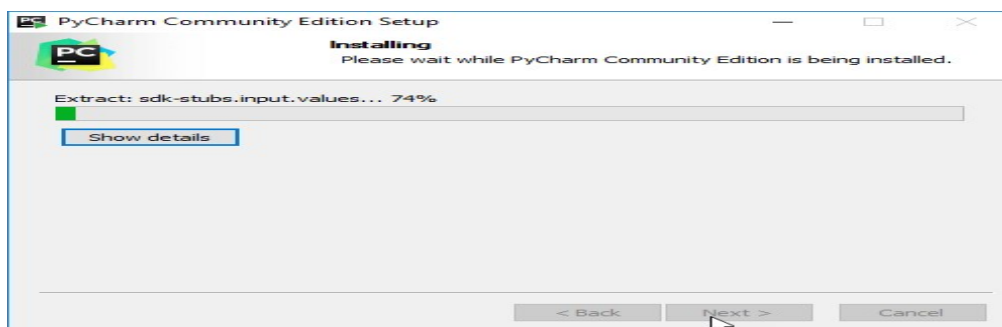 PyCharm Community Edition Setup
PC
Installing
Please wait while PyCharm Community Edition is being installed.
Extract: sdk-stubs.input.values... 74%
Show details
< Back
Next >
Cancel